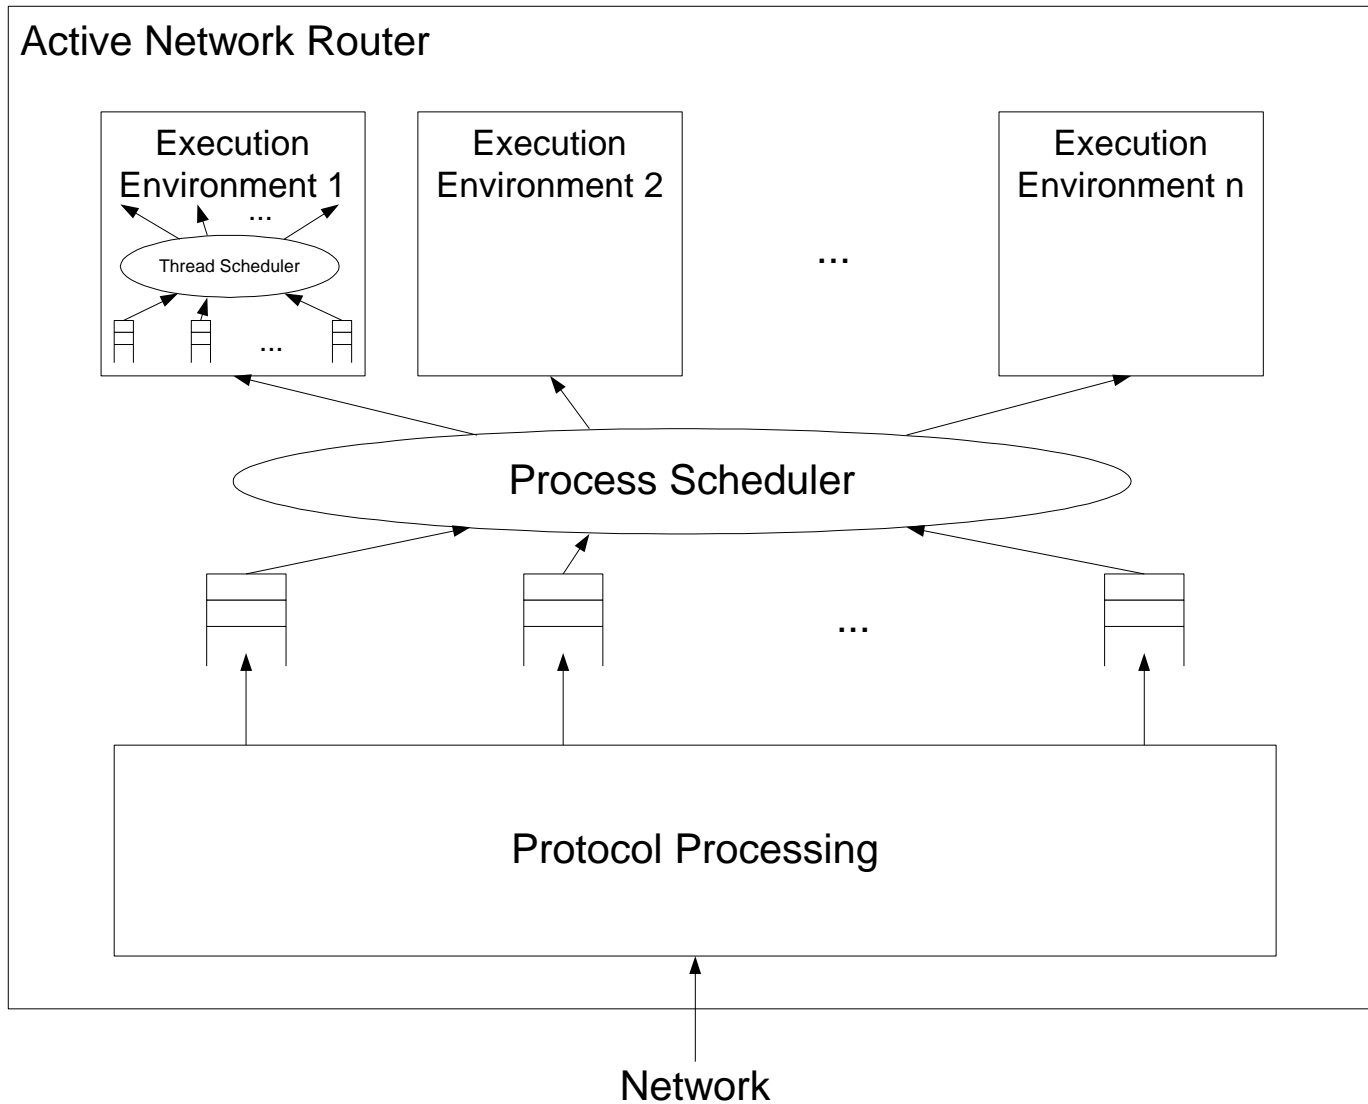 Active Network Router
Execution
Environment 1
Execution
Environment 2
Execution
Environment n
...
Thread Scheduler
...
...
Process Scheduler
...
Protocol Processing
Network